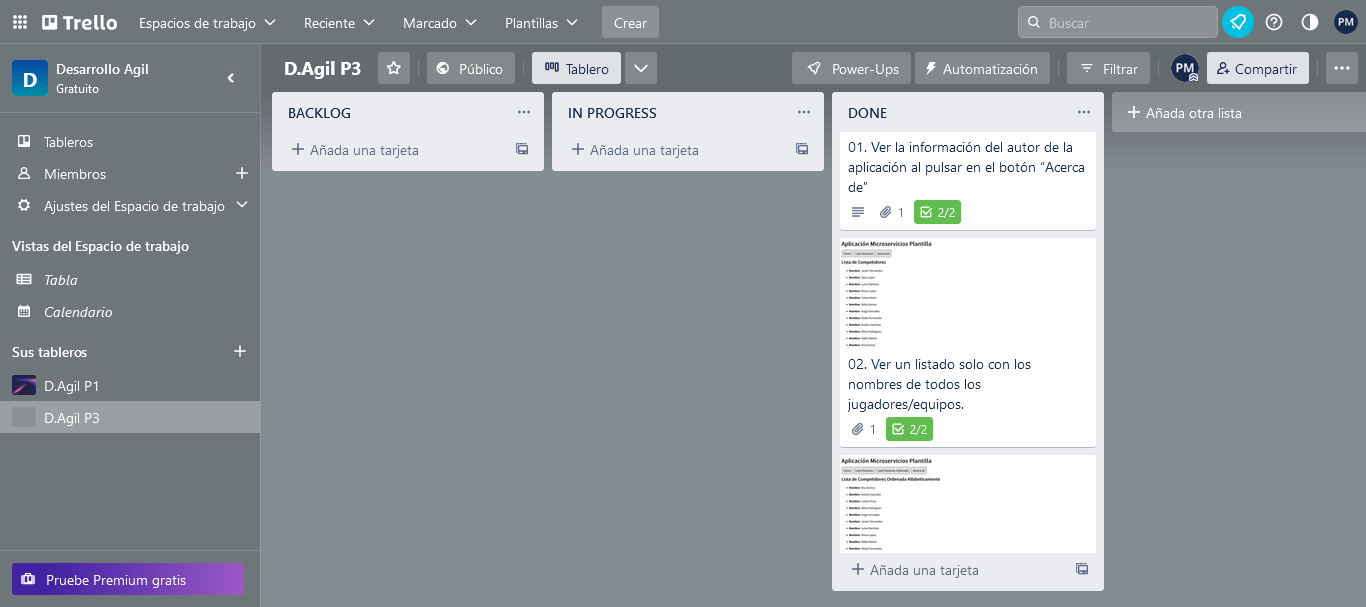 Trello
Espacios de trabajo
Reciente
Marcado
Plantillas
Crear
Buscar
PM
D
Desarrollo Agil
Gratuito
D.Agil P3
Público
Tablero
Power-Ups
Automatización
Filtrar
PM
Compartir
Tableros
Miembros
Ajustes del Espacio de trabajo
Vistas del Espacio de trabajo
Tabla
Calendario
Sus tableros
D.Agil P1
D.Agil P3
Pruebe Premium gratis
BACKLOG
Añada una tarjeta
IN PROGRESS
Añada una tarjeta
DONE
01. Ver la información del autor de la
aplicación al pulsar en el botón “Acerca
de”
1
2/2
Aplicación Microservicios Plantilla
Lista de Competidores
02. Ver un listado solo con los
nombres de todos los
jugadores/equipos.
1
2/2
Aplicación Microservicios Plantilla
Lista de Competidores Ordenada Alfabeticamente
Añada una tarjeta
Añada otra lista